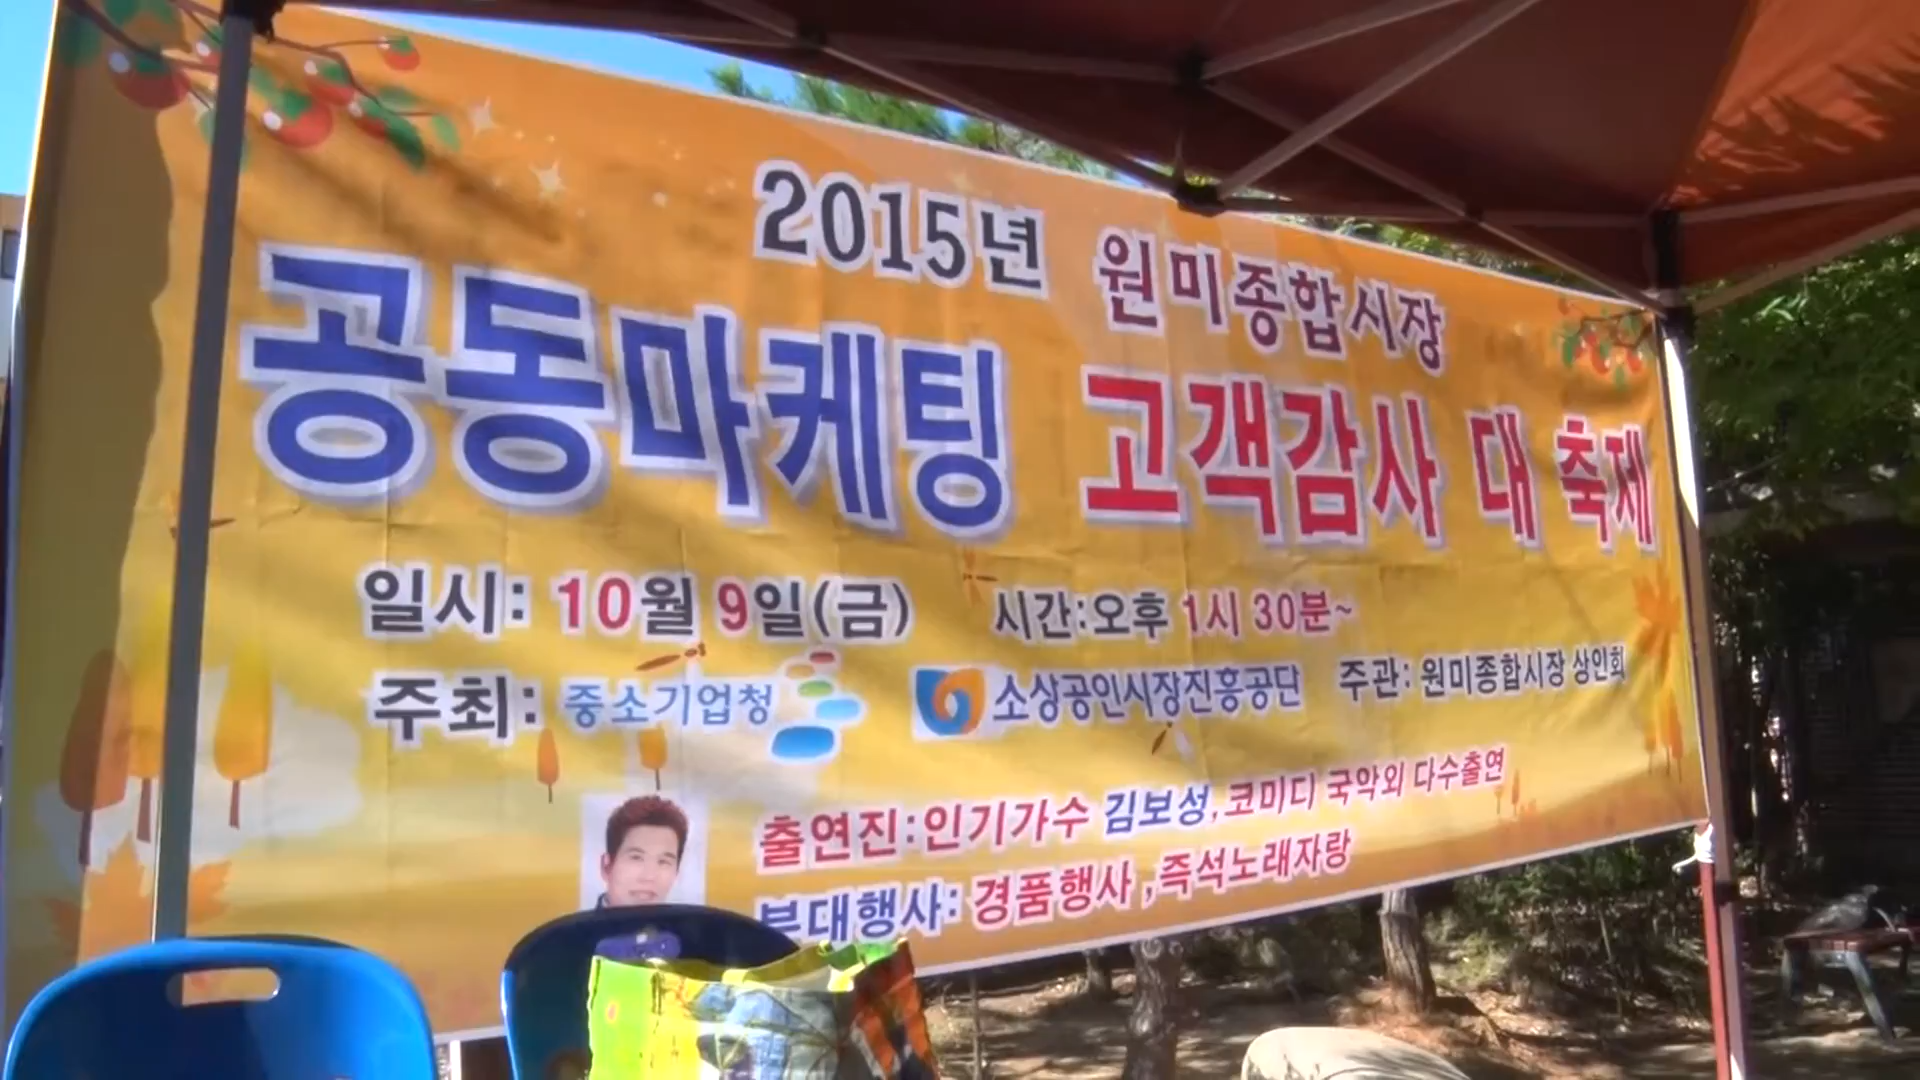 2015년 원미종합시장
공동마케팅 고객감사 대 축제
일시: 10월 9일(금) 시간:오후 1시 30분~
주최: 중소기업청 소상공인시장진흥공단 주관: 원미종합시장 상인회
출연진:인기가수 김보성,코미디 국악외 다수출연
부대행사: 경품행사 ,즉석노래자랑